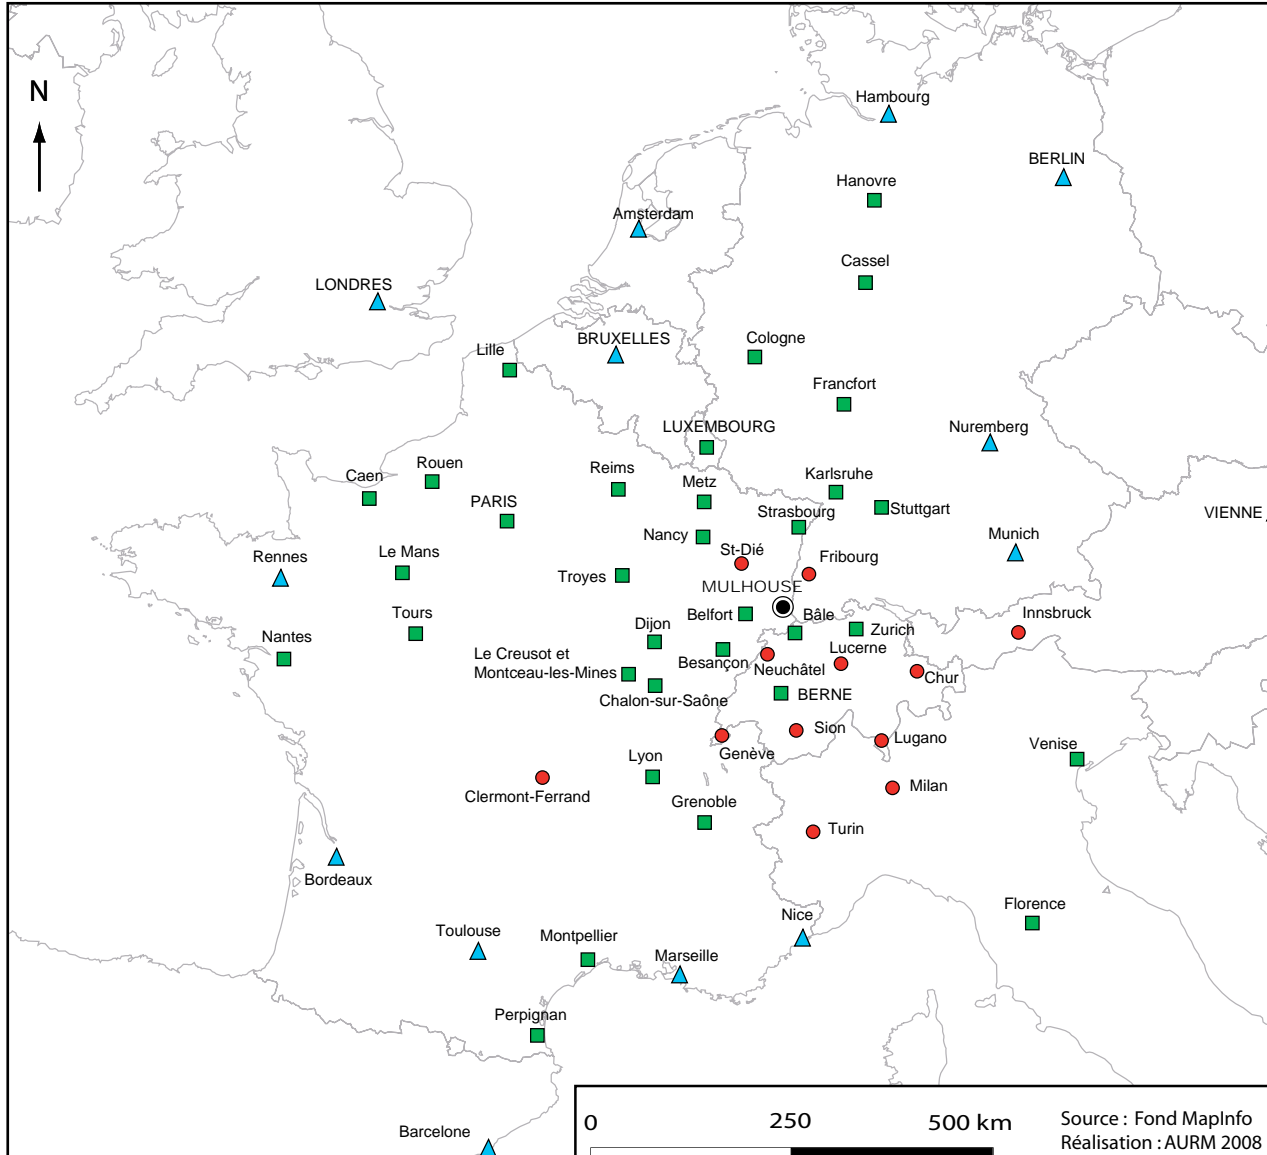 N
Hambourg
BERLIN
Hanovre
Amsterdam
Cassel
LONDRES
BRUXELLES
Cologne
Lille
Francfort
LUXEMBOURG
Nuremberg
Rouen
Caen
Reims
Karlsruhe
Metz
PARIS
Strasbourg
Stuttgart
VIENNE
Nancy
Munich
St-Dié
Fribourg
Rennes
Le Mans
Troyes
MULHOUSE
Tours
Belfort
Bâle
Innsbruck
Dijon
Zurich
Nantes
Le Creusot et
Montceau-les-Mines
Besançon
Neuchâtel
Lucerne
Chur
Chalon-sur-Saône
BERNE
Sion
Lugano
Venise
Genève
Lyon
Clermont-Ferrand
Milan
Grenoble
Turin
Bordeaux
Florence
Nice
Toulouse
Montpellier
Marseille
Perpignan
Barcelone
0 250 500 km
Source : Fond MapInfo
Réalisation : AURM 2008